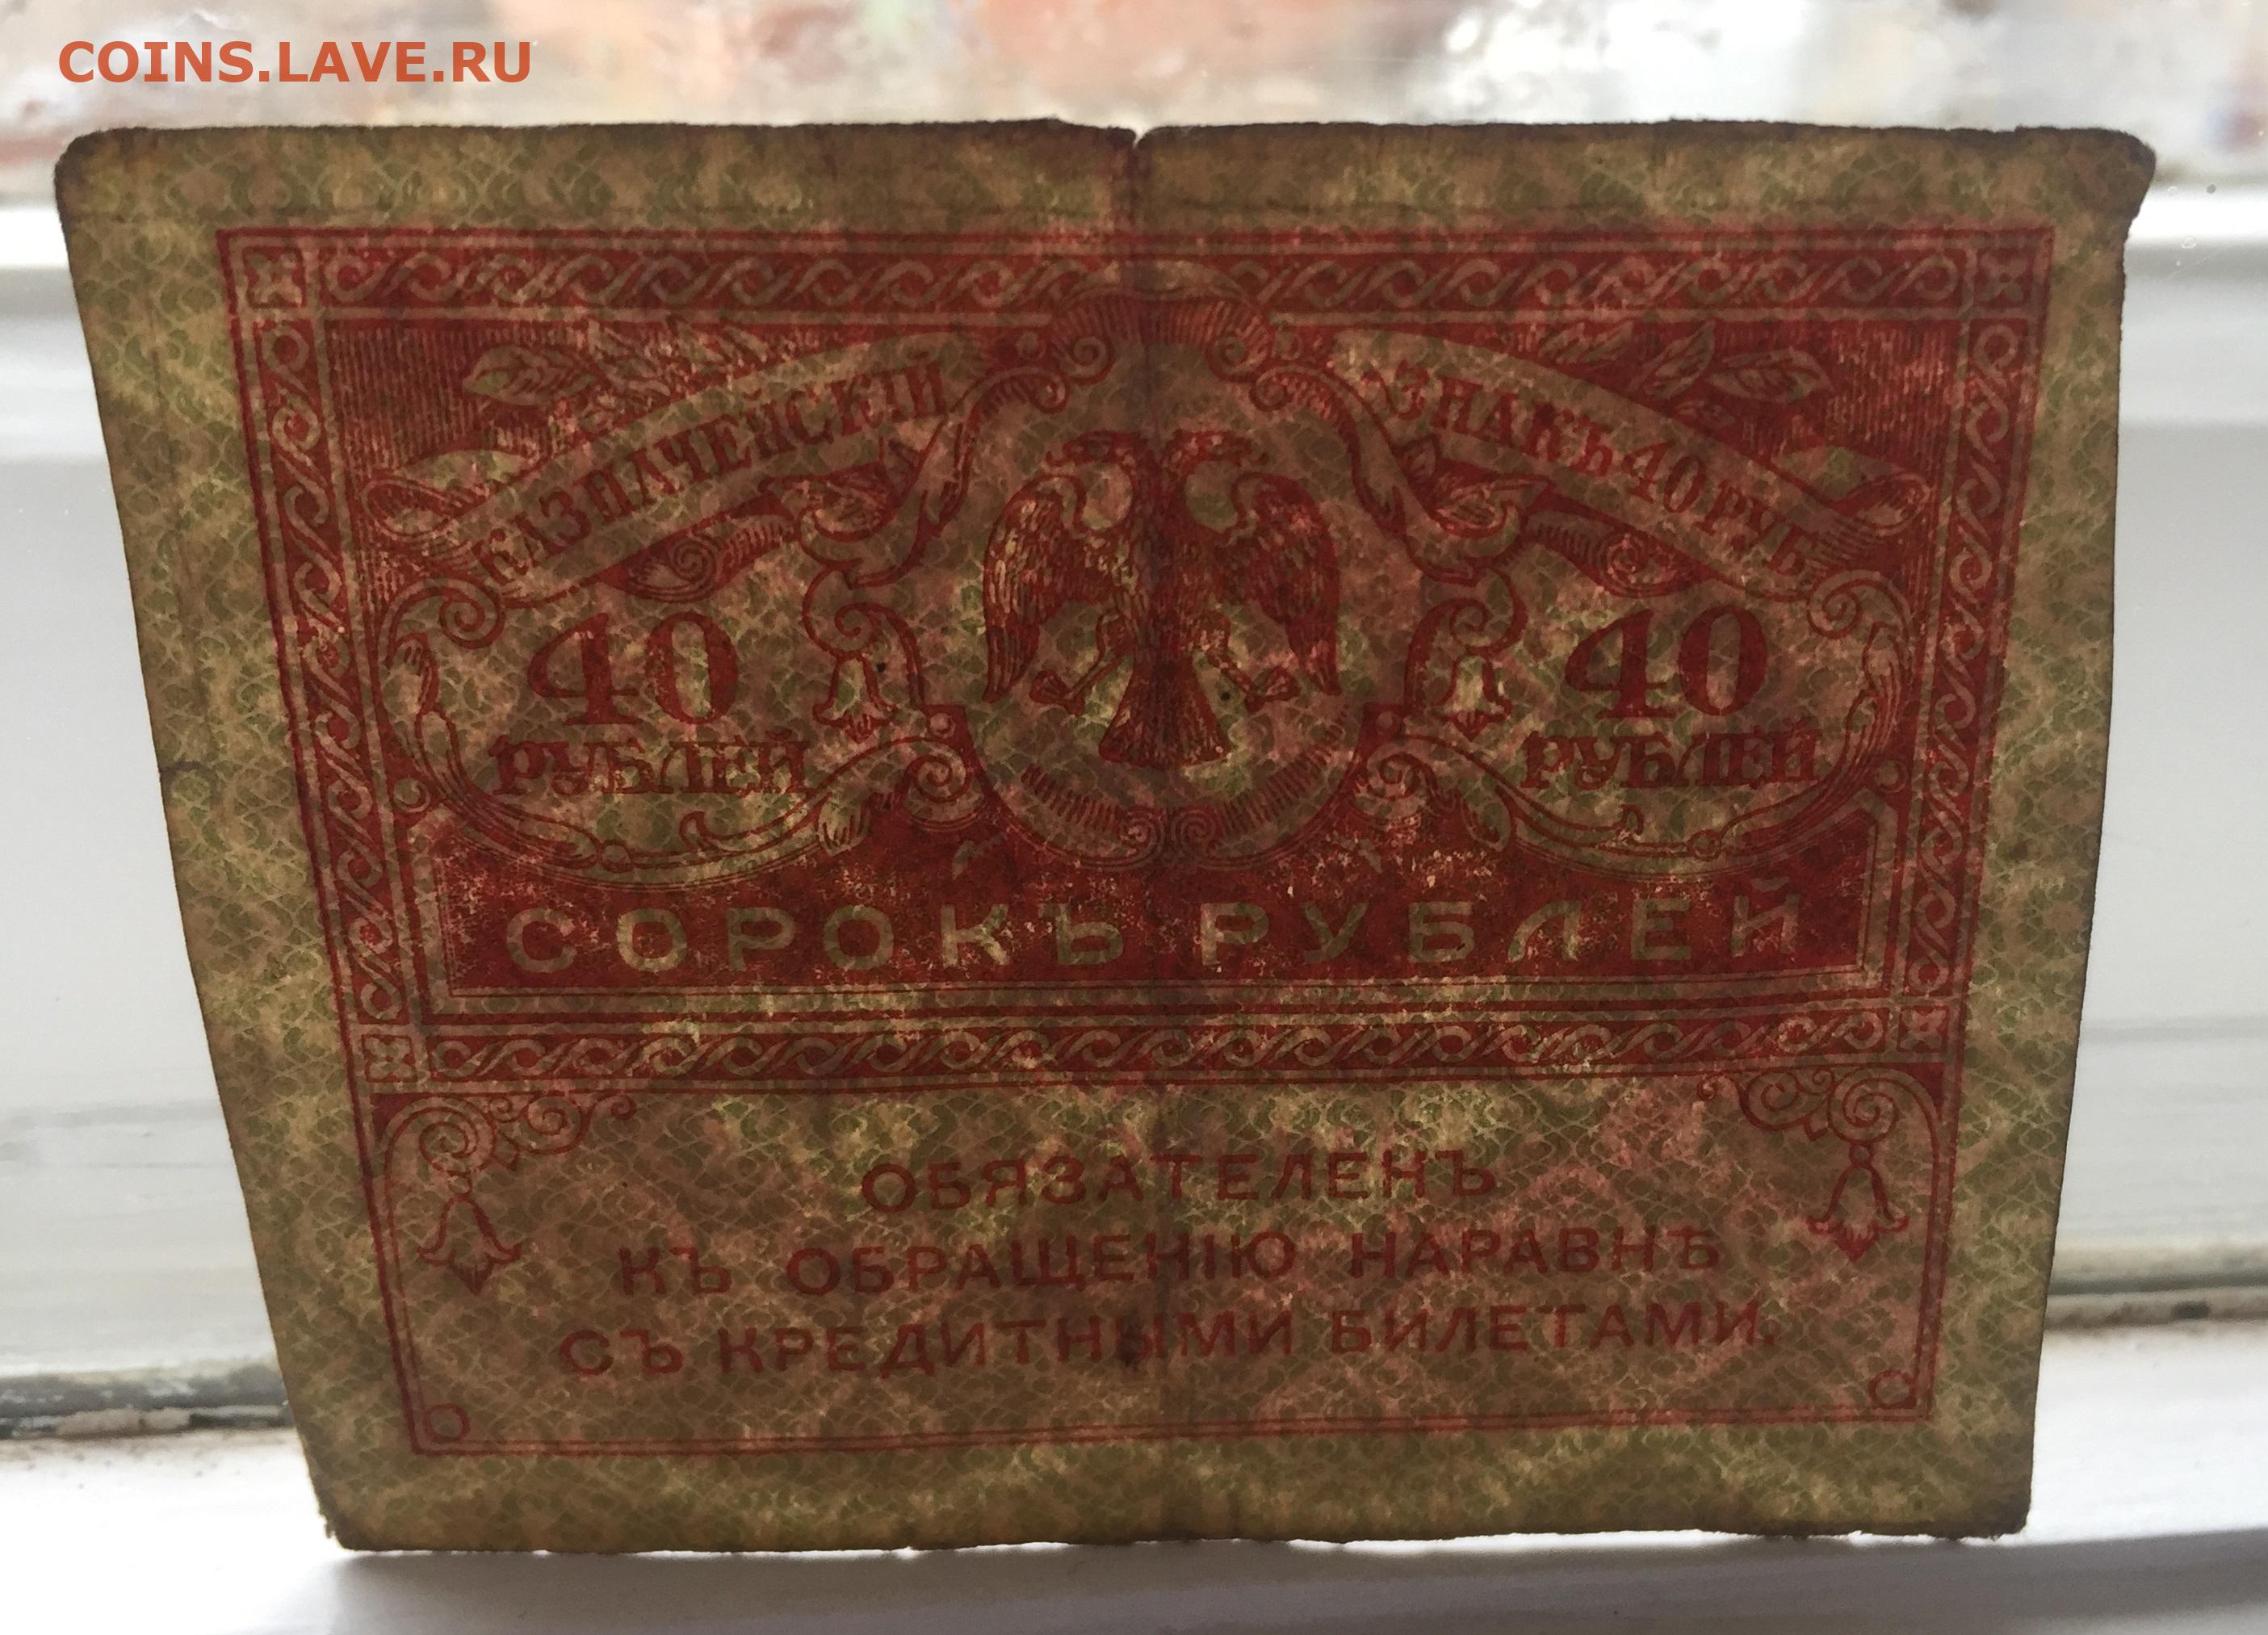 COINS.LAVE.RU
КАЗНАЧЕЙСКІЙ
ЗНАКЪ 40 РУБ
40
РУБЛЕЙ
40
РУБЛЕЙ
СОРОКЪ РУБЛЕЙ
ОБЯЗАТЕЛЕНЪ
КЪ ОБРАЩЕНІЮ НАРАВНѢ
СЪ КРЕДИТНЫМИ БИЛЕТАМИ.